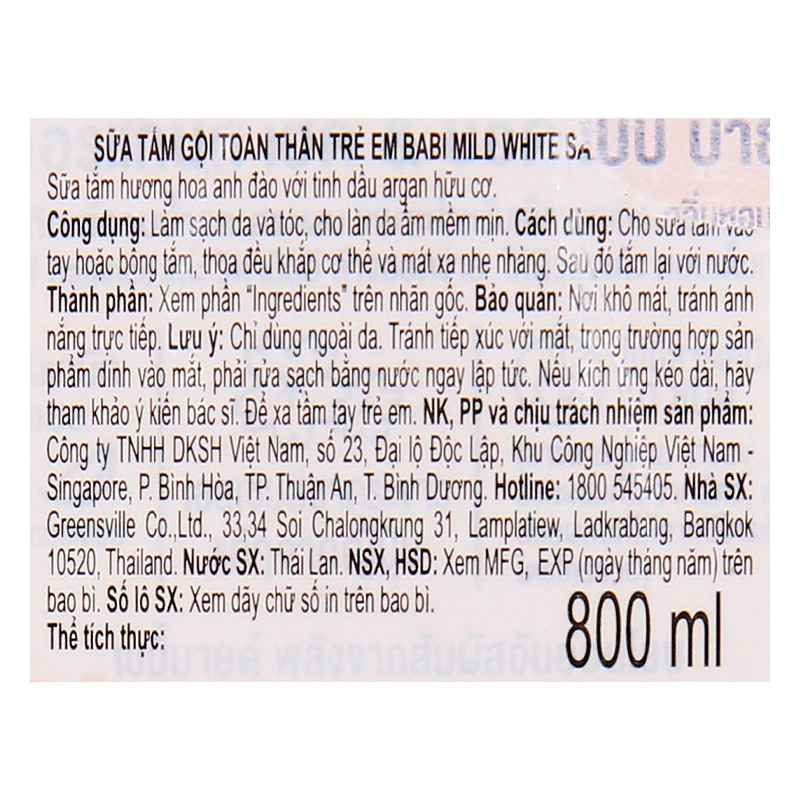 SỮA TẮM GỘI TOÀN THÂN TRẺ EM BABI MILD WHITE
Sữa tắm hương hoa anh đào với tinh dầu argan hữu cơ.
Công dụng: Làm sạch da và tóc, cho làn da ẩm mềm mịn. Cách dùng: Cho sữa tắm vào
tay hoặc bông tắm, thoa đều khắp cơ thể và mát xa nhẹ nhàng. Sau đó tắm lại với nước.
Thành phần: Xem phần "Ingredients" trên nhãn gốc. Bảo quản: Nơi khô mát, tránh ánh
nắng trực tiếp. Lưu ý: Chỉ dùng ngoài da. Tránh tiếp xúc với mắt, trong trường hợp sản
phẩm dính vào mắt, phải rửa sạch bằng nước ngay lập tức. Nếu kích ứng kéo dài, hãy
tham khảo ý kiến bác sĩ. Để xa tầm tay trẻ em. NK, PP và chịu trách nhiệm sản phẩm:
Công ty TNHH DKSH Việt Nam, số 23, Đại lộ Độc Lập, Khu Công Nghiệp Việt Nam -
Singapore, P. Bình Hòa, TP. Thuận An, T. Bình Dương. Hotline: 1800 545405. Nhà SX:
Greensville Co.,Ltd., 33,34 Soi Chalongkrung 31, Lamplatiew, Ladkrabang, Bangkok
10520, Thailand. Nước SX: Thái Lan. NSX, HSD: Xem MFG, EXP (ngày tháng năm) trên
bao bì. Số lô SX: Xem dãy chữ số in trên bao bì.
Thể tích thực: 800 ml